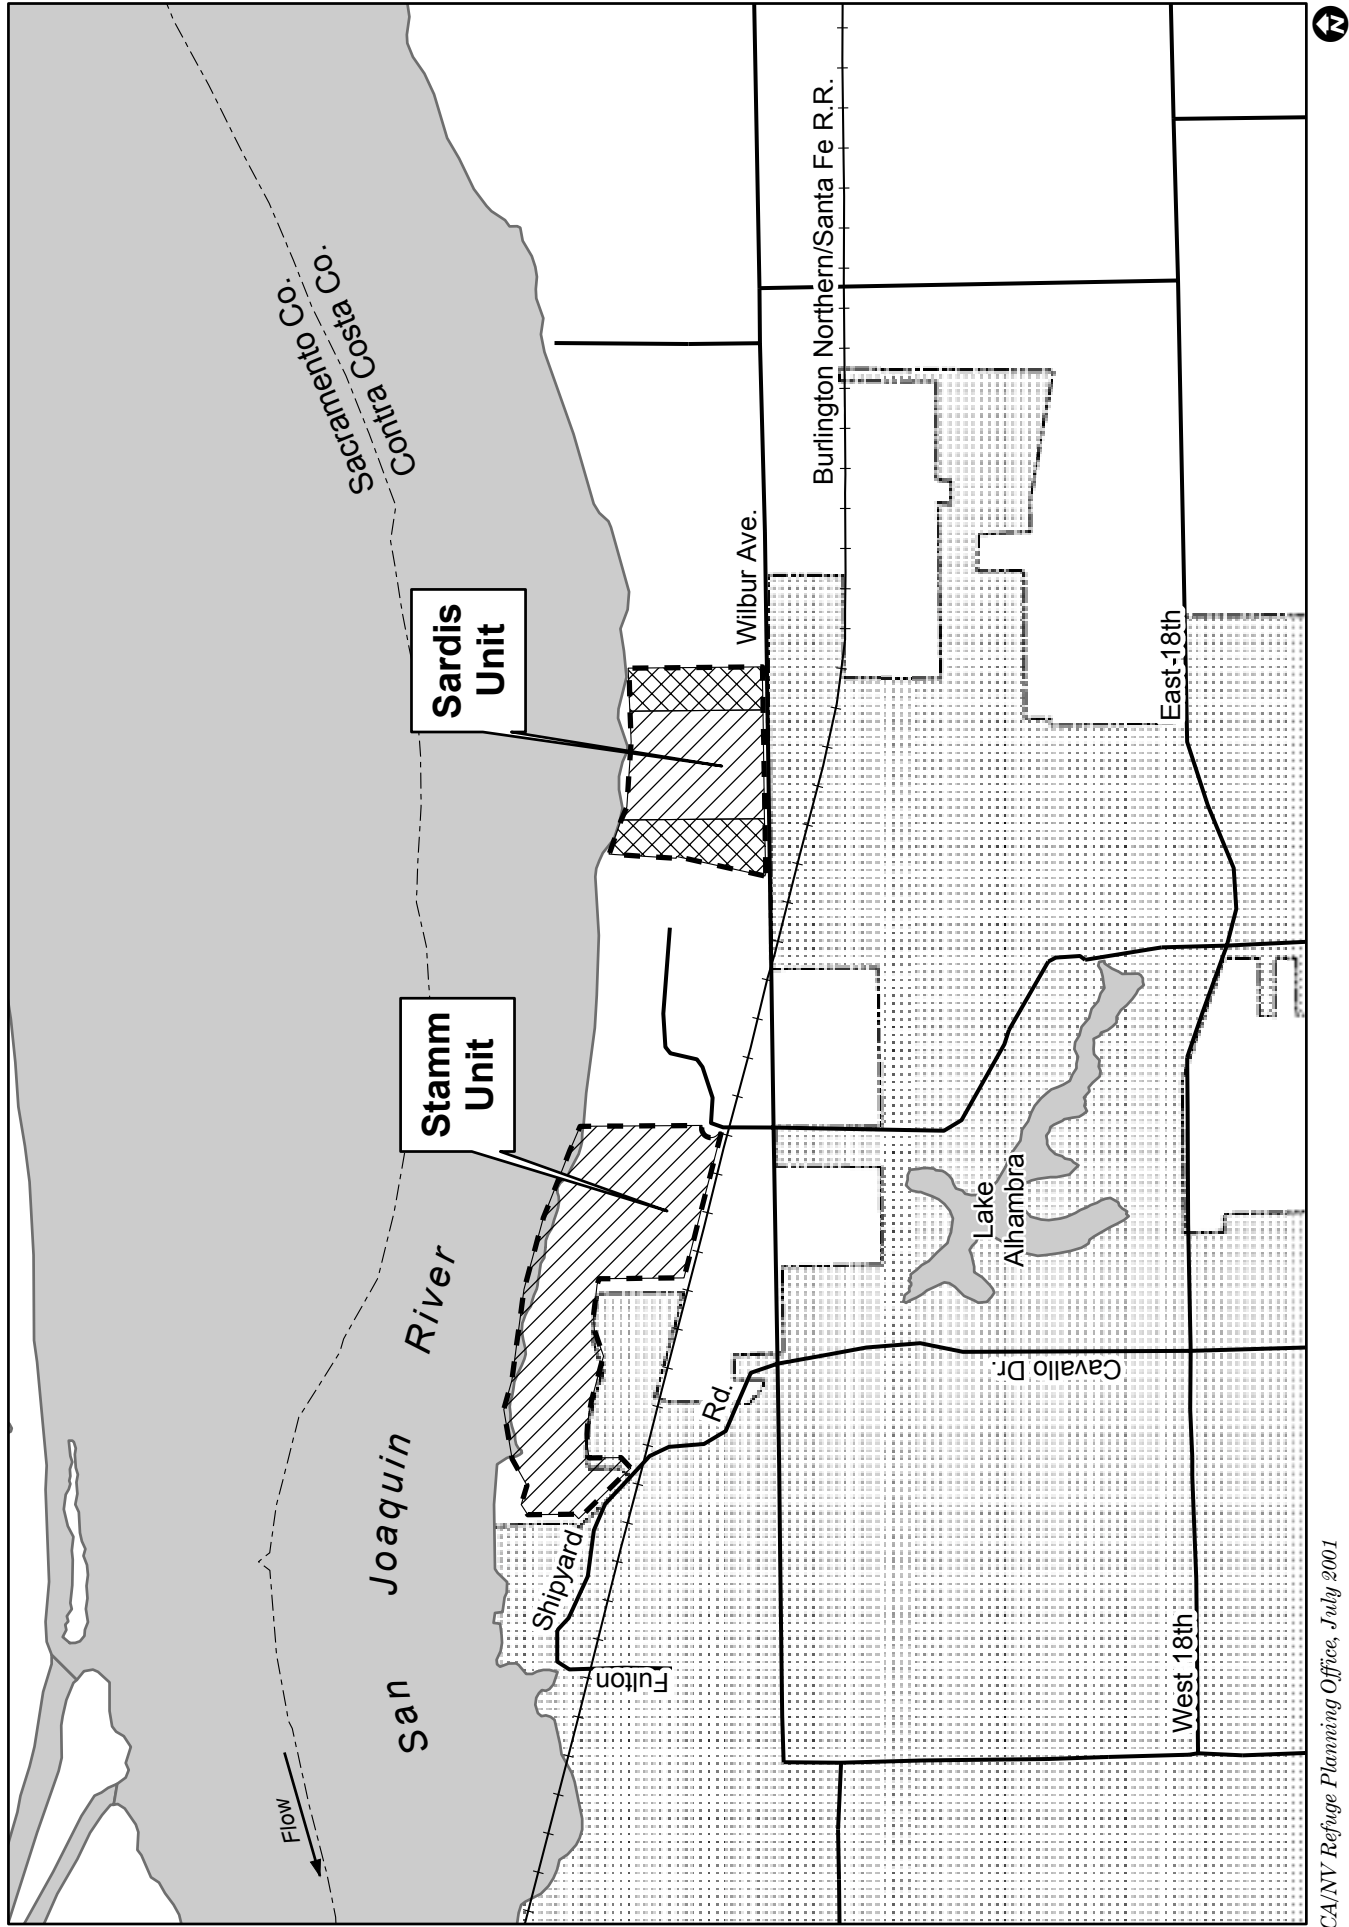 Sacramento Co.
Contra Costa Co.
Flow
San Joaquin River
Stamm
Unit
Sardis
Unit
Wilbur Ave.
Burlington Northern/Santa Fe R.R.
Shipyard Rd.
Fulton
Cavallo Dr.
Lake
Alhambra
West 18th
East 18th
CA/NV Refuge Planning Office, July 2001
N